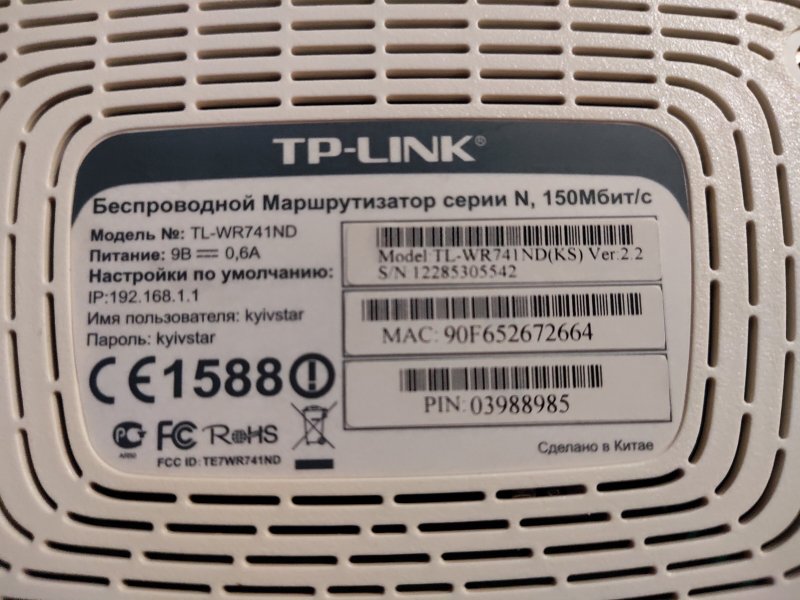 TP-LINK®
Беспроводной Маршрутизатор серии N, 150Мбит/с
Модель №: TL-WR741ND
Питание: 9В 0,6А
Настройки по умолчанию:
IP:192.168.1.1
Имя пользователя: kyivstar
Пароль: kyivstar
Model:TL-WR741ND(KS) Ver:2.2
S/N 12285305542
MAC: 90F652672664
PIN: 03988985
CE1588
FC RoHS
FCC ID: TE7WR741ND
Сделано в Китае